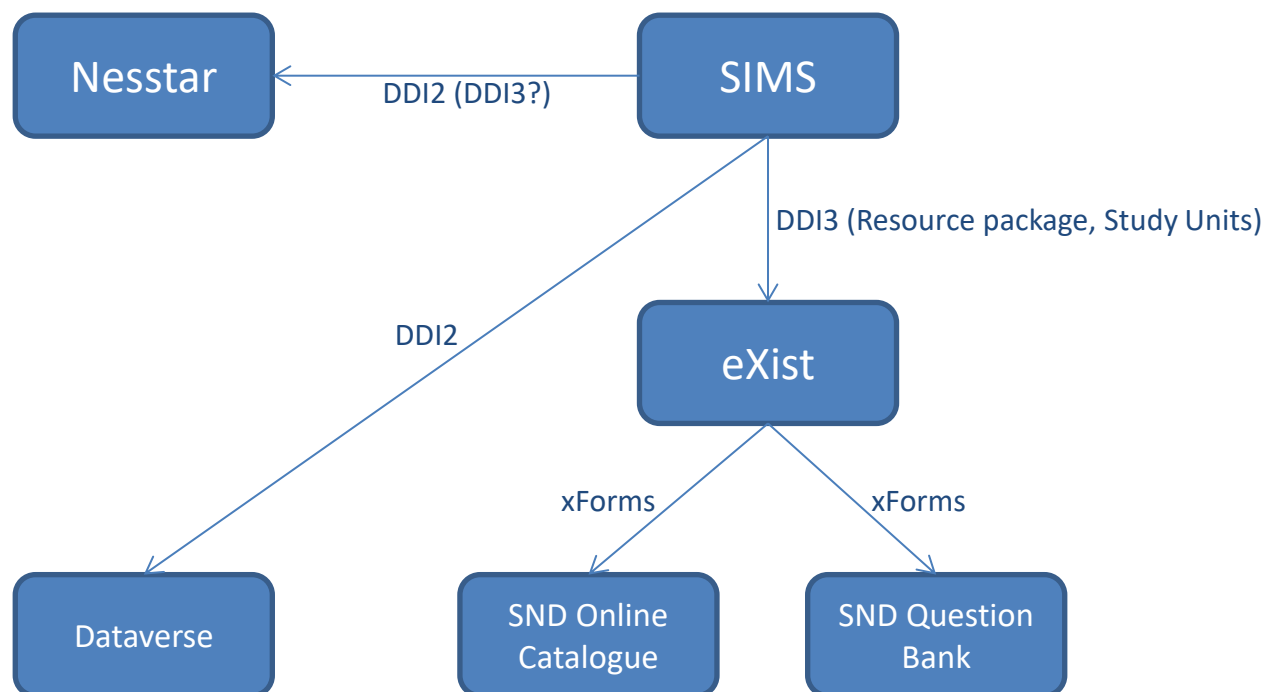 Nesstar
SIMS
DDI2 (DDI3?)
DDI3 (Resource package, Study Units)
DDI2
eXist
xForms
xForms
Dataverse
SND Online
Catalogue
SND Question
Bank